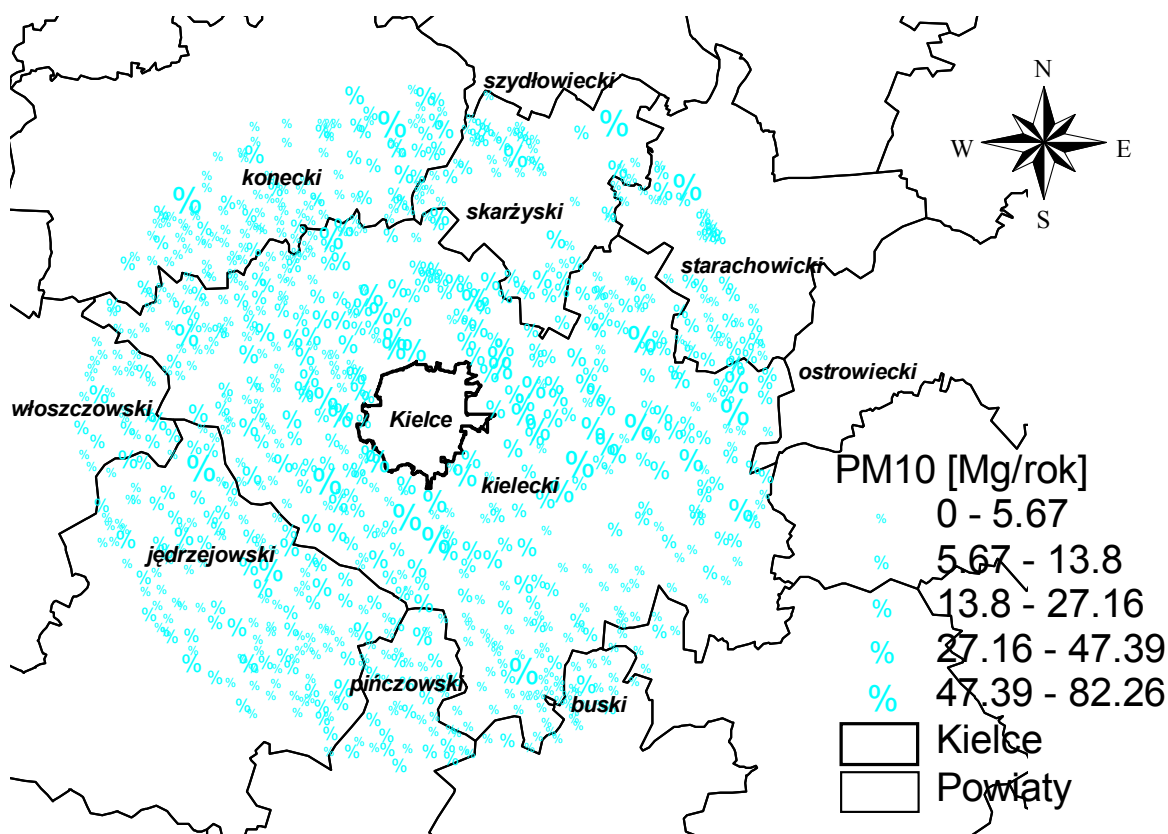 szydłowiecki
N
W
E
S
konecki
skarżyski
starachowicki
ostrowiecki
włoszczowski
Kielce
kielecki
jędrzejowski
pińczowski
buski
PM10 [Mg/rok]
% 0 - 5.67
% 5.67 - 13.8
% 13.8 - 27.16
% 27.16 - 47.39
% 47.39 - 82.26
Kielce
Powiaty